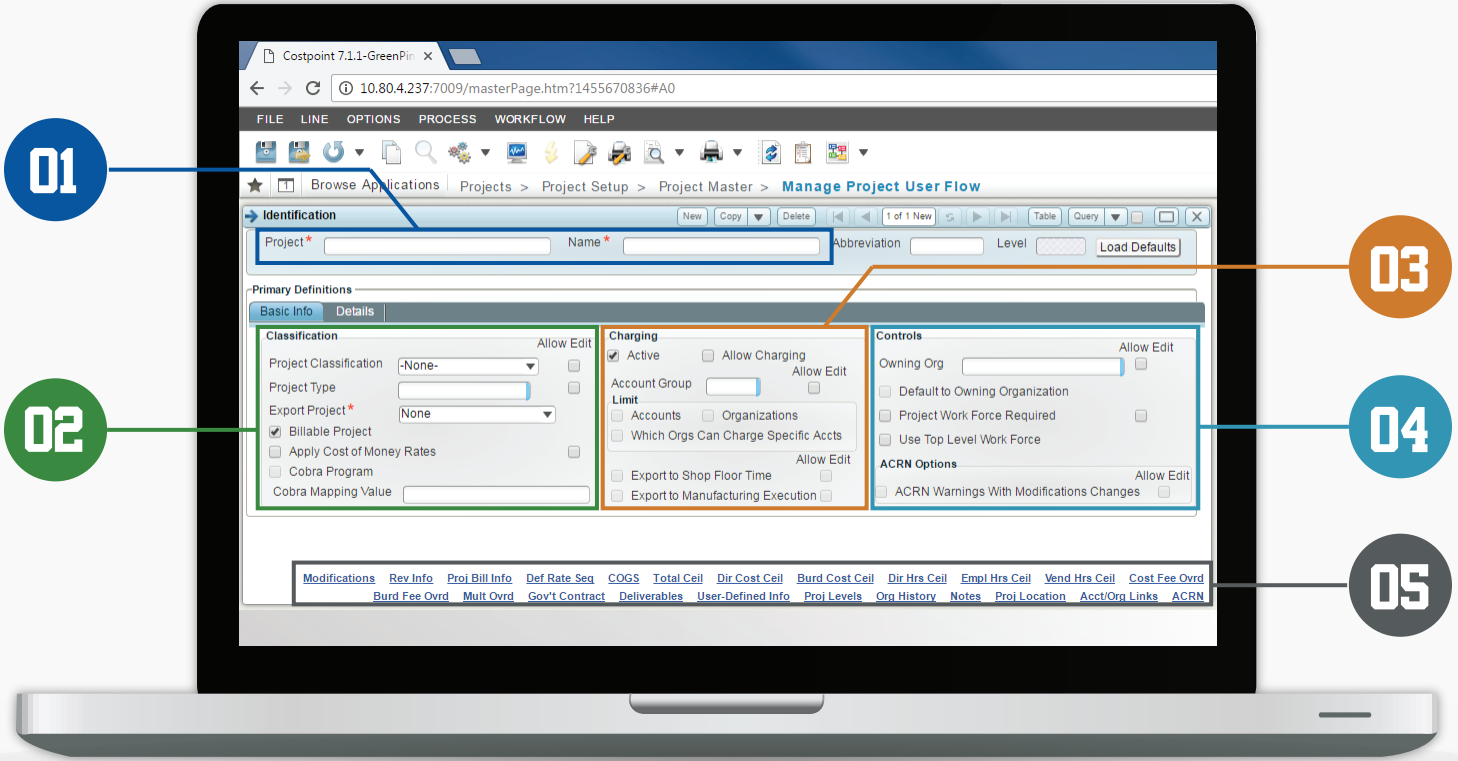 Costpoint 7.1.1-GreenPin
10.80.4.237:7009/masterPage.htm?1455670836#A0
FILE LINE OPTIONS PROCESS WORKFLOW HELP
1 Browse Applications Projects > Project Setup > Project Master > Manage Project User Flow
01
Identification New Copy Delete 1 of 1 New Table Query
Project* Name* Abbreviation Level Load Defaults
03
Primary Definitions
Basic Info Details
Classification
Allow Edit
Project Classification -None-
Project Type
Export Project* None
Billable Project
Apply Cost of Money Rates
Cobra Program
Cobra Mapping Value
02
Charging
Active Allow Charging
Allow Edit
Account Group
Limit
Accounts Organizations
Which Orgs Can Charge Specific Accts
Allow Edit
Export to Shop Floor Time
Export to Manufacturing Execution
Controls
Allow Edit
Owning Org
Default to Owning Organization
Project Work Force Required
Use Top Level Work Force
ACRN Options
Allow Edit
ACRN Warnings With Modifications Changes
04
Modifications Rev Info Proj Bill Info Def Rate Seq COGS Total Ceil Dir Cost Ceil Burd Cost Ceil Dir Hrs Ceil Empl Hrs Ceil Vend Hrs Ceil Cost Fee Ovrd
Burd Fee Ovrd Mult Ovrd Gov't Contract Deliverables User-Defined Info Proj Levels Org History Notes Proj Location Acct/Org Links ACRN
05